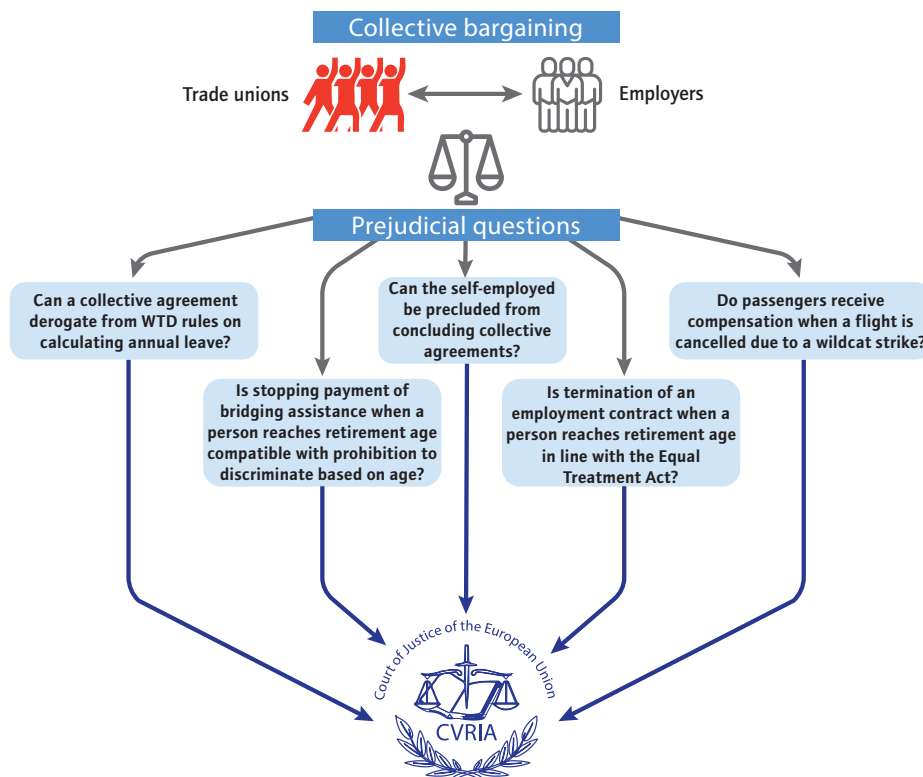 Collective bargaining
Trade unions
Employers
Prejudicial questions
Can a collective agreement
derogate from WTD rules on
calculating annual leave?
Can the self-employed
be precluded from
concluding collective
agreements?
Do passengers receive
compensation when a flight is
cancelled due to a wildcat strike?
Is stopping payment of
bridging assistance when a
person reaches retirement age
compatible with prohibition to
discriminate based on age?
Is termination of an
employment contract when a
person reaches retirement age
in line with the Equal
Treatment Act?
Court of Justice of the European Union
CVRIA